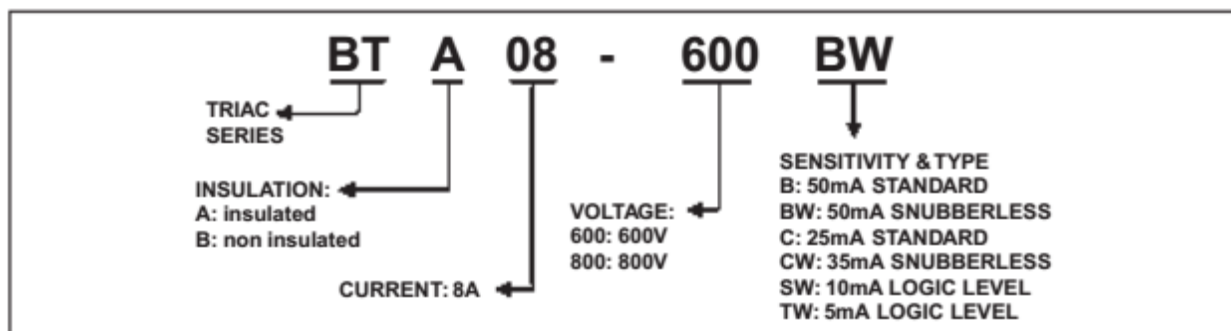 BT A 08 - 600 BW
TRIAC
SERIES
INSULATION:
A: insulated
B: non insulated
CURRENT: 8A
VOLTAGE:
600: 600V
800: 800V
SENSITIVITY & TYPE
B: 50mA STANDARD
BW: 50mA SNUBBERLESS
C: 25mA STANDARD
CW: 35mA SNUBBERLESS
SW: 10mA LOGIC LEVEL
TW: 5mA LOGIC LEVEL